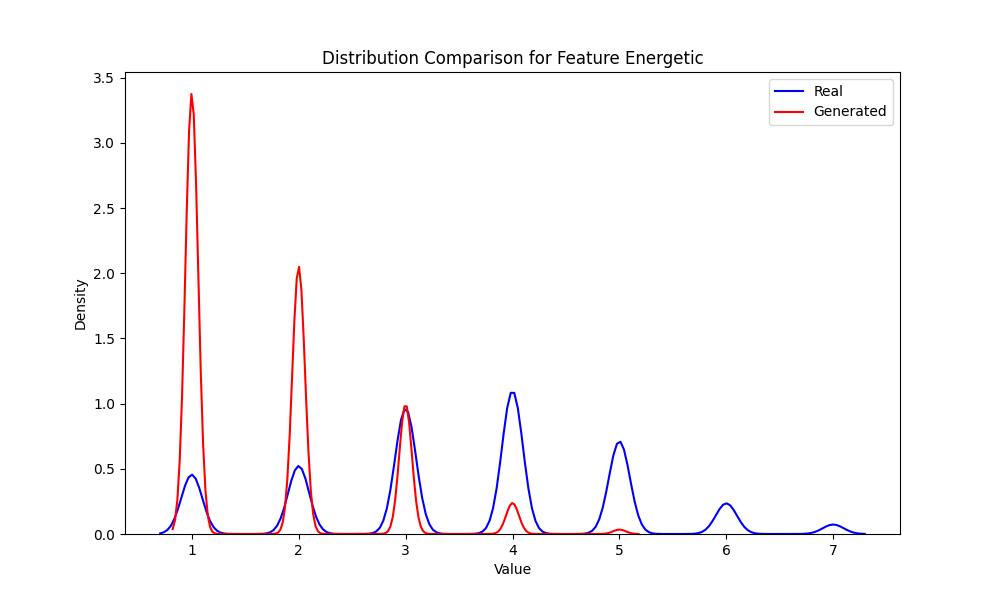 Distribution Comparison for Feature Energetic
3.5
3.0
2.5
2.0
1.5
1.0
0.5
0.0
Density
Real
Generated
1 2 3 4 5 6 7
Value